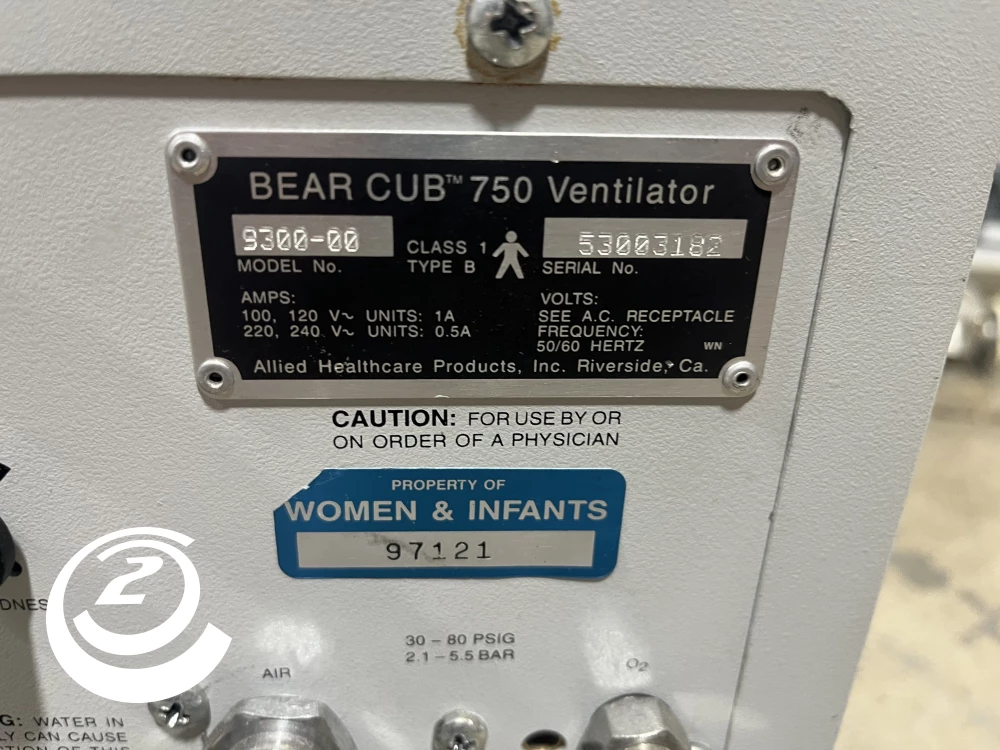 BEAR CUB™ 750 Ventilator
9300-00 CLASS 1 53003182
MODEL No. TYPE B SERIAL No.
AMPS: VOLTS:
100, 120 V~ UNITS: 1A SEE A.C. RECEPTACLE
220, 240 V~ UNITS: 0.5A FREQUENCY:
50/60 HERTZ WN
Allied Healthcare Products, Inc. Riverside, Ca.
CAUTION: FOR USE BY OR
ON ORDER OF A PHYSICIAN
PROPERTY OF
WOMEN & INFANTS
97121
2
30 – 80 PSIG
2.1 – 5.5 BAR
AIR O2
G: WATER IN
LY CAN CAUSE